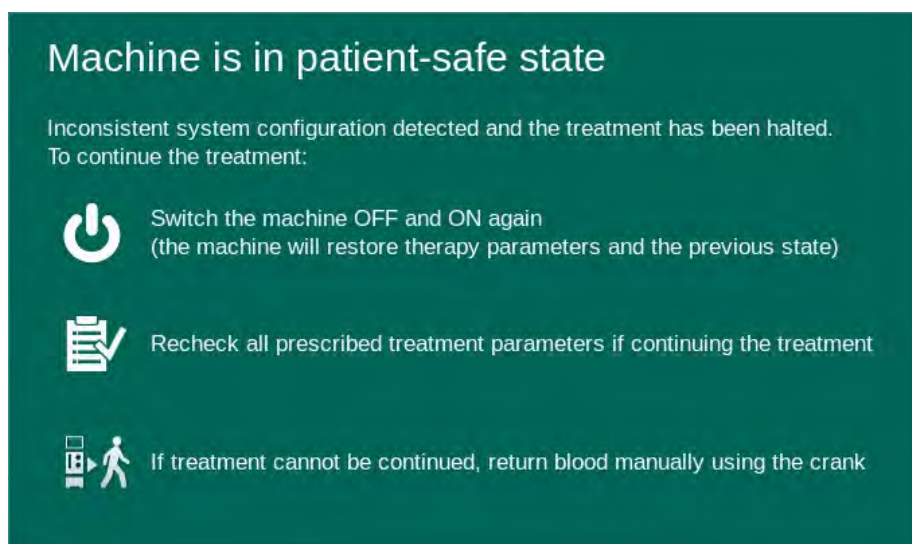 Machine is in patient-safe state
Inconsistent system configuration detected and the treatment has been halted.
To continue the treatment:
Switch the machine OFF and ON again
(the machine will restore therapy parameters and the previous state)
Recheck all prescribed treatment parameters if continuing the treatment
If treatment cannot be continued, return blood manually using the crank